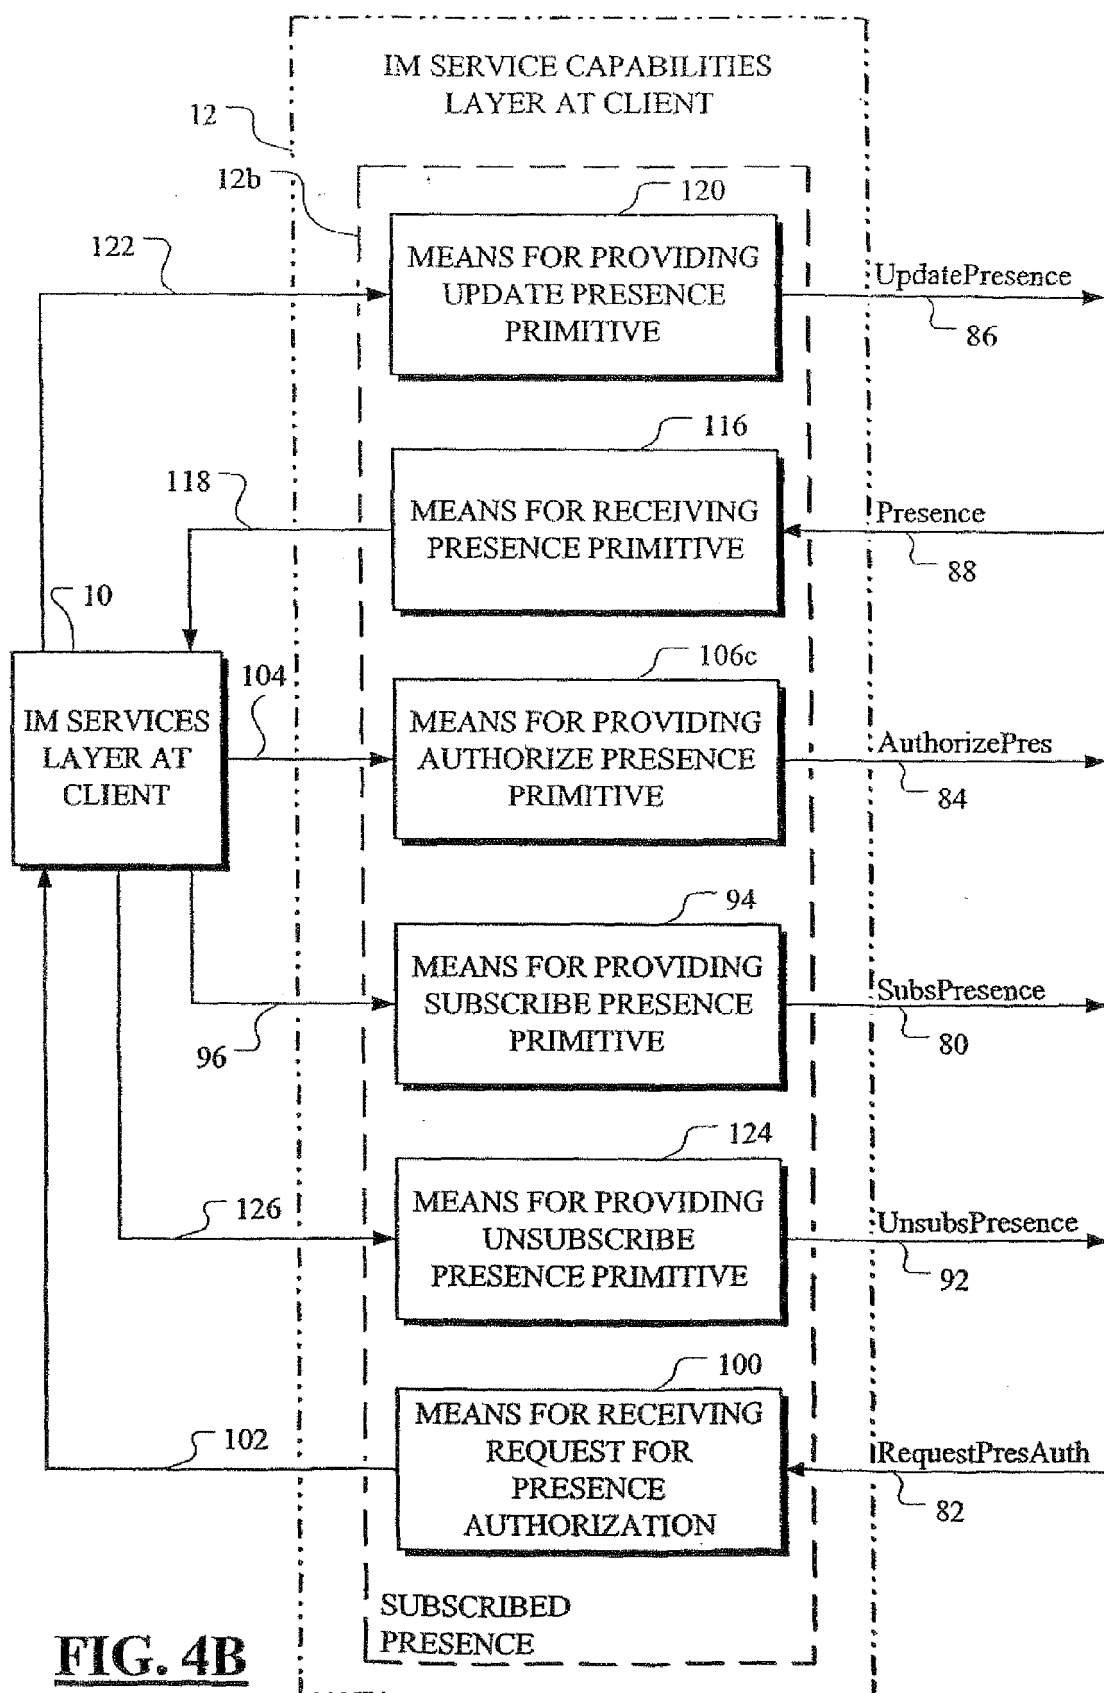 IM SERVICE CAPABILITIES
LAYER AT CLIENT
12
12b
120
MEANS FOR PROVIDING
UPDATE PRESENCE
PRIMITIVE
122
UpdatePresence
86
116
MEANS FOR RECEIVING
PRESENCE PRIMITIVE
118
Presence
88
10
IM SERVICES
LAYER AT
CLIENT
104
106c
MEANS FOR PROVIDING
AUTHORIZE PRESENCE
PRIMITIVE
AuthorizePres
84
94
MEANS FOR PROVIDING
SUBSCRIBE PRESENCE
PRIMITIVE
96
SubsPresence
80
124
MEANS FOR PROVIDING
UNSUBSCRIBE
PRESENCE PRIMITIVE
126
UnsubsPresence
92
100
MEANS FOR RECEIVING
REQUEST FOR
PRESENCE
AUTHORIZATION
102
RequestPresAuth
82
SUBSCRIBED
PRESENCE
FIG. 4B